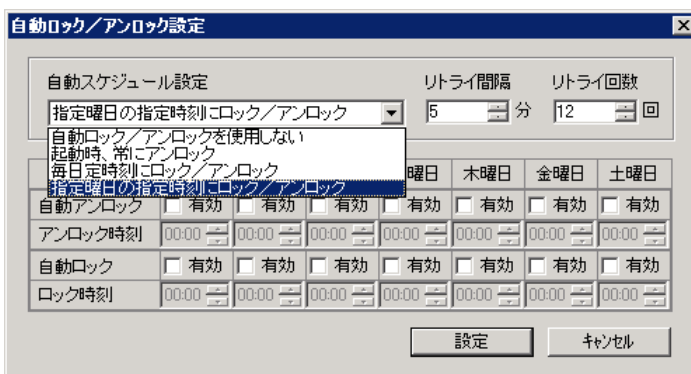 自動ロック／アンロック設定
自動スケジュール設定 リトライ間隔 リトライ回数
指定曜日の指定時刻にロック／アンロック 5 分 12 回
自動ロック／アンロックを使用しない
起動時、常にアンロック
毎日定時刻にロック／アンロック
指定曜日の指定時刻にロック／アンロック
曜日 木曜日 金曜日 土曜日
自動アンロック 有効 有効 有効 有効 有効 有効 有効
アンロック時刻 00:00 00:00 00:00 00:00 00:00 00:00 00:00
自動ロック 有効 有効 有効 有効 有効 有効 有効
ロック時刻 00:00 00:00 00:00 00:00 00:00 00:00 00:00
設定 キャンセル